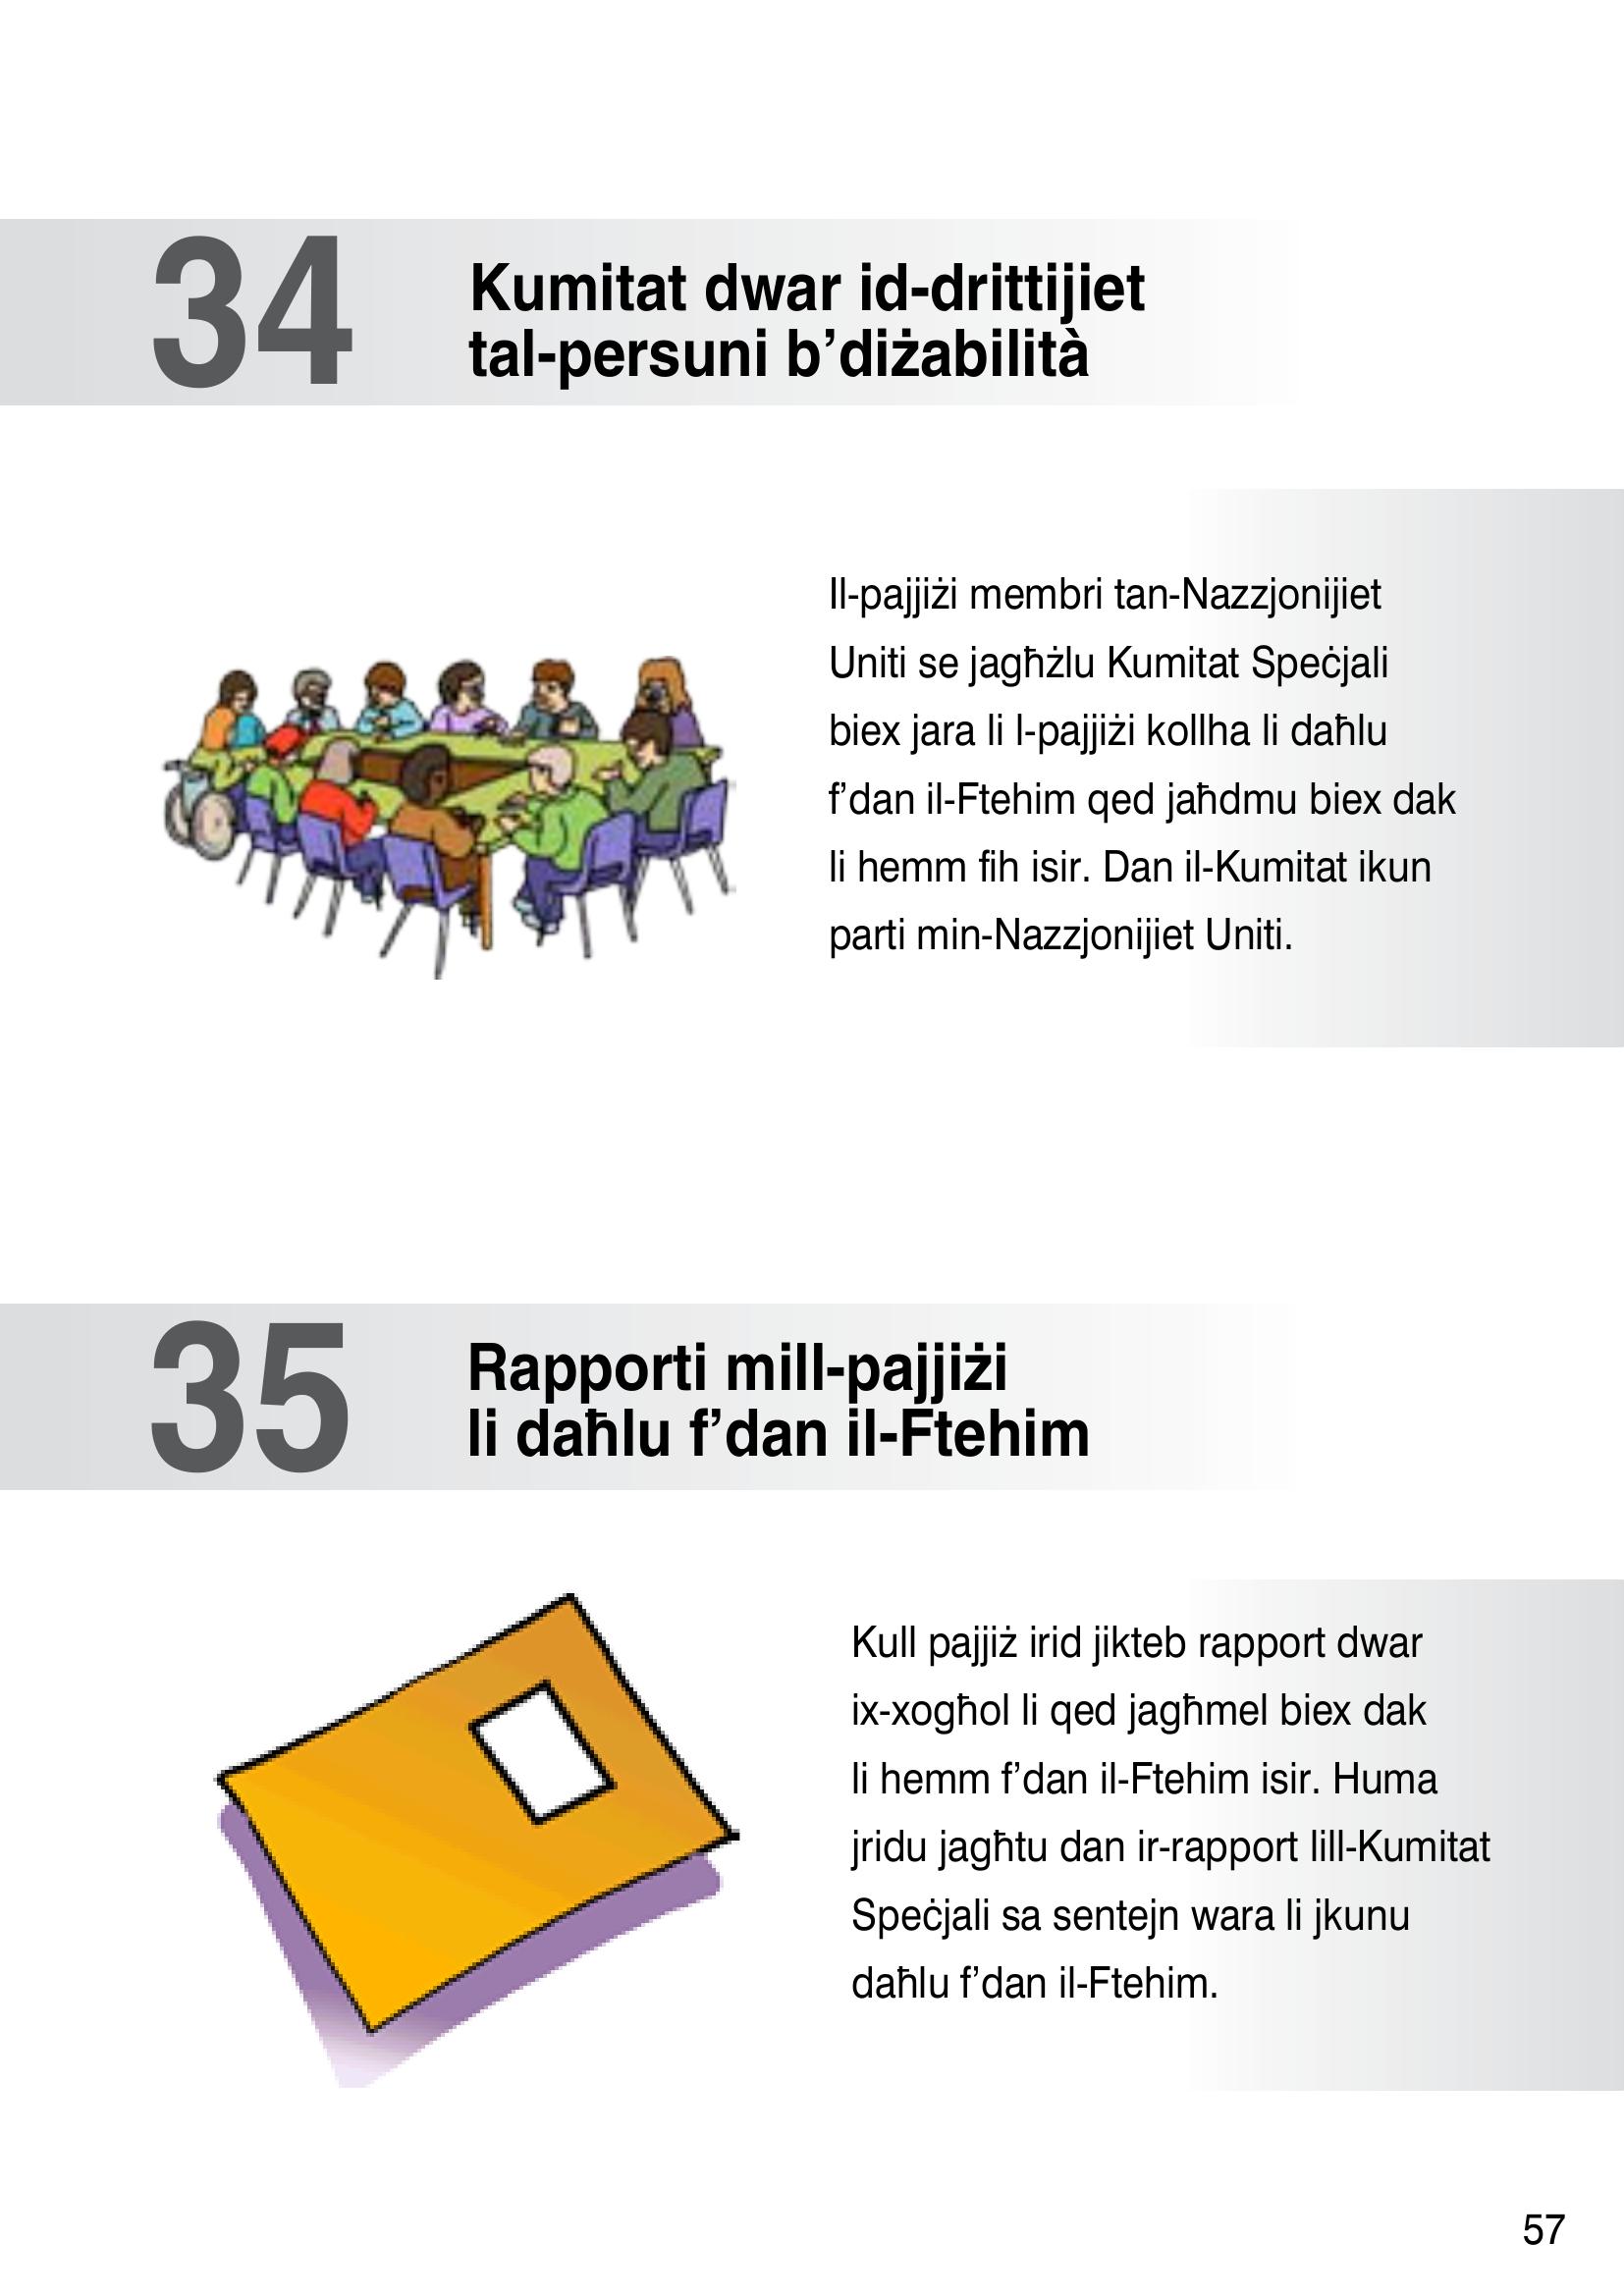 34
Kumitat dwar id-drittijiet
tal-persuni b’diżabilità
Il-pajjiżi membri tan-Nazzjonijiet
Uniti se jagħżlu Kumitat Speċjali
biex jara li l-pajjiżi kollha li daħlu
f’dan il-Ftehim qed jaħdmu biex dak
li hemm fih isir. Dan il-Kumitat ikun
parti min-Nazzjonijiet Uniti.
35
Rapporti mill-pajjiżi
li daħlu f’dan il-Ftehim
Kull pajjiż irid jikteb rapport dwar
ix-xogħol li qed jagħmel biex dak
li hemm f’dan il-Ftehim isir. Huma
jridu jagħtu dan ir-rapport lill-Kumitat
Speċjali sa sentejn wara li jkunu
daħlu f’dan il-Ftehim.
57